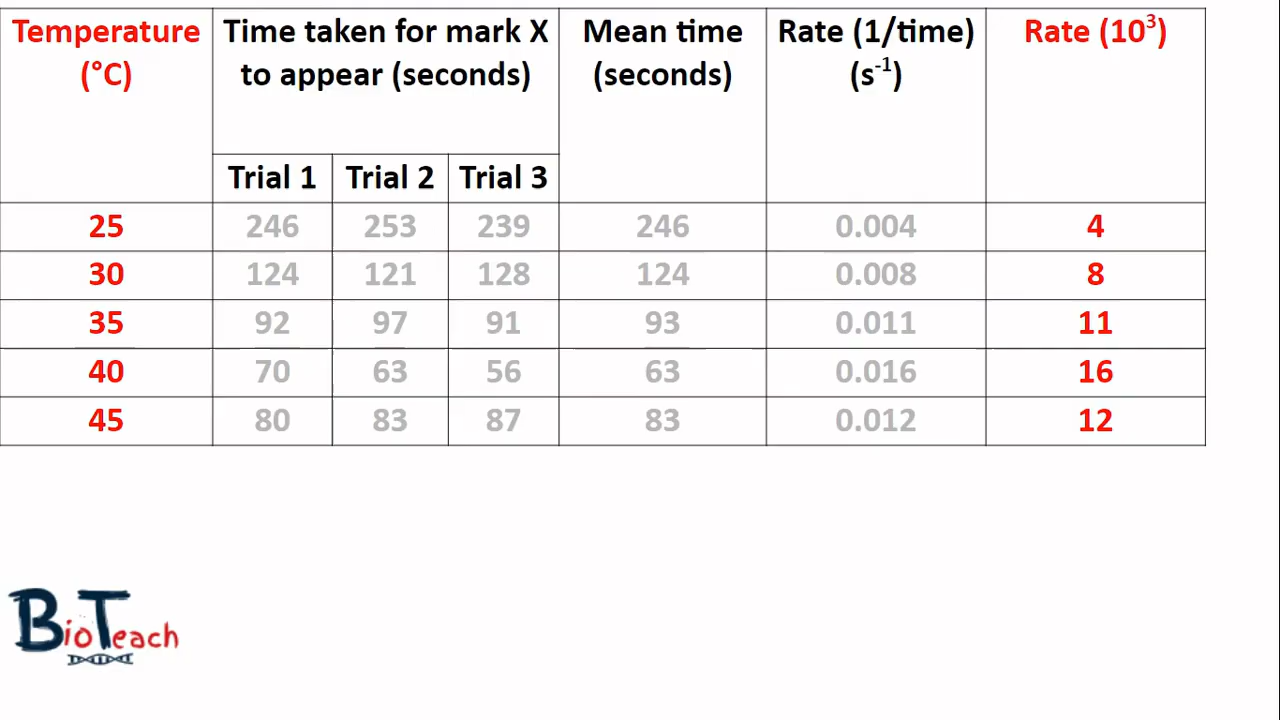 Temperature (°C) Time taken for mark X to appear (seconds) Mean time (seconds) Rate (1/time) (s⁻¹) Rate (10³)
Trial 1 Trial 2 Trial 3
25 246 253 239 246 0.004 4
30 124 121 128 124 0.008 8
35 92 97 91 93 0.011 11
40 70 63 56 63 0.016 16
45 80 83 87 83 0.012 12
BioTeach